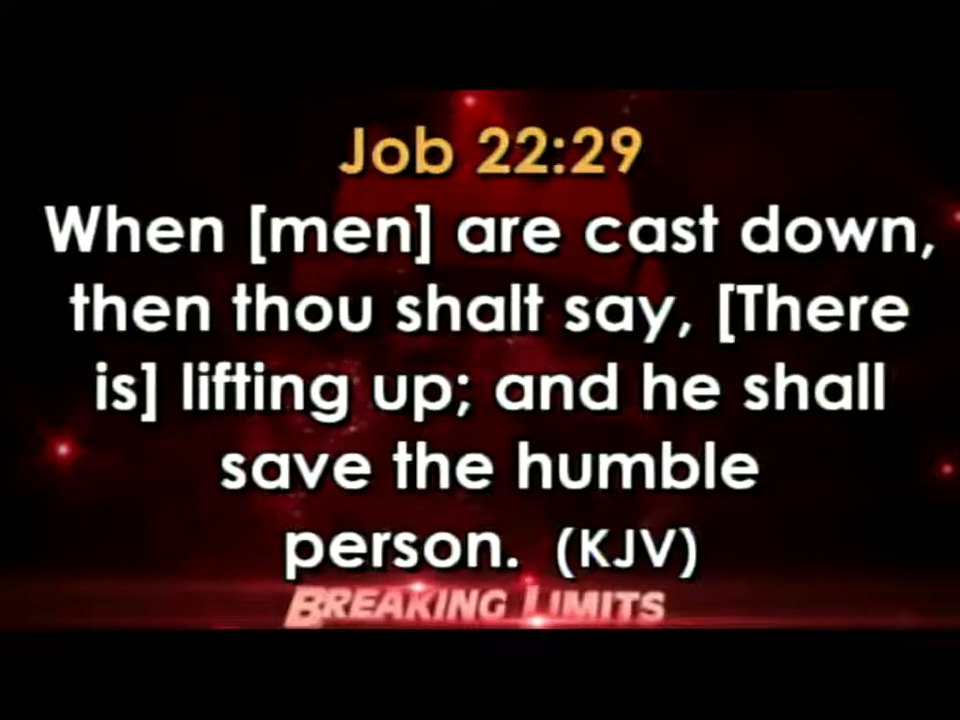 Job 22:29
When [men] are cast down,
then thou shalt say, [There
is] lifting up; and he shall
save the humble
person. (KJV)
BREAKING LIMITS